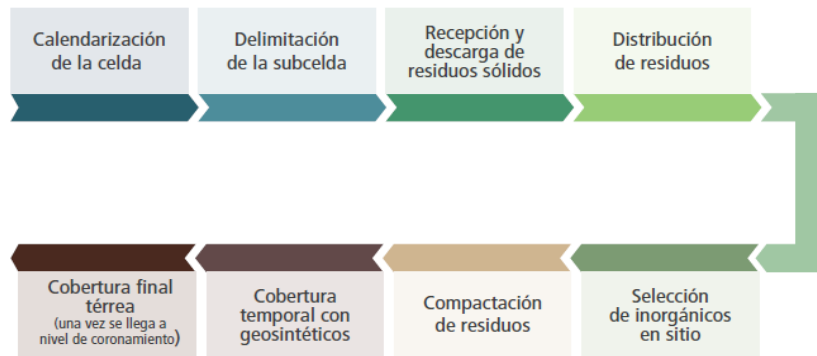 Calendarización
de la celda
Delimitación
de la subcelda
Recepción y
descarga de
residuos sólidos
Distribución
de residuos
Selección
de inorgánicos
en sitio
Compactación
de residuos
Cobertura
temporal con
geosintéticos
Cobertura final
térrea
(una vez se llega a
nivel de coronamiento)